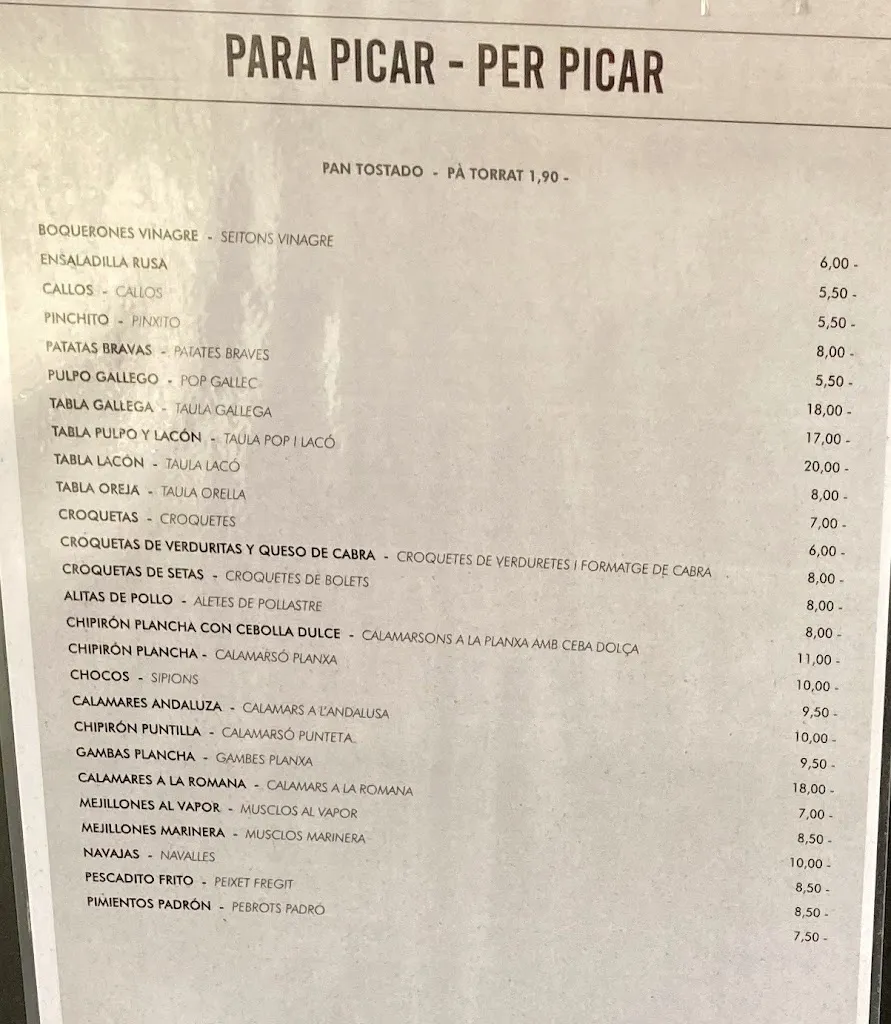 PARA PICAR - PER PICAR
PAN TOSTADO - PÀ TORRAT 1,90 -
BOQUERONES VINAGRE - SEITONS VINAGRE 6,00 -
ENSALADILLA RUSA 5,50 -
CALLOS - CALLOS 5,50 -
PINCHITO - PINXITO 8,00 -
PATATAS BRAVAS - PATATES BRAVES 5,50 -
PULPO GALLEGO - POP GALLEC 18,00 -
TABLA GALLEGA - TAULA GALLEGA 17,00 -
TABLA PULPO Y LACÓN - TAULA POP I LACÓ 20,00 -
TABLA LACÓN - TAULA LACÓ 8,00 -
TABLA OREJA - TAULA ORELLA 7,00 -
CROQUETAS - CROQUETES 6,00 -
CROQUETAS DE VERDURITAS Y QUESO DE CABRA - CROQUETES DE VERDURETES I FORMATGE DE CABRA 8,00 -
CROQUETAS DE SETAS - CROQUETES DE BOLETS 8,00 -
ALITAS DE POLLO - ALETES DE POLLASTRE 8,00 -
CHIPIRÓN PLANCHA CON CEBOLLA DULCE - CALAMARSONS A LA PLANXA AMB CEBA DOLÇA 11,00 -
CHIPIRÓN PLANCHA - CALAMARSÓ PLANXA 10,00 -
CHOCOS - SIPIONS 9,50 -
CALAMARES ANDALUZA - CALAMARS A L'ANDALUSA 10,00 -
CHIPIRÓN PUNTILLA - CALAMARSÓ PUNTETA 9,50 -
GAMBAS PLANCHA - GAMBES PLANXA 18,00 -
CALAMARES A LA ROMANA - CALAMARS A LA ROMANA 7,00 -
MEJILLONES AL VAPOR - MUSCLOS AL VAPOR 8,50 -
MEJILLONES MARINERA - MUSCLOS MARINERA 10,00 -
NAVAJAS - NAVALLES 8,50 -
PESCADITO FRITO - PEIXET FREGIT 8,50 -
PIMIENTOS PADRÓN - PEBROTS PADRÓ 7,50 -